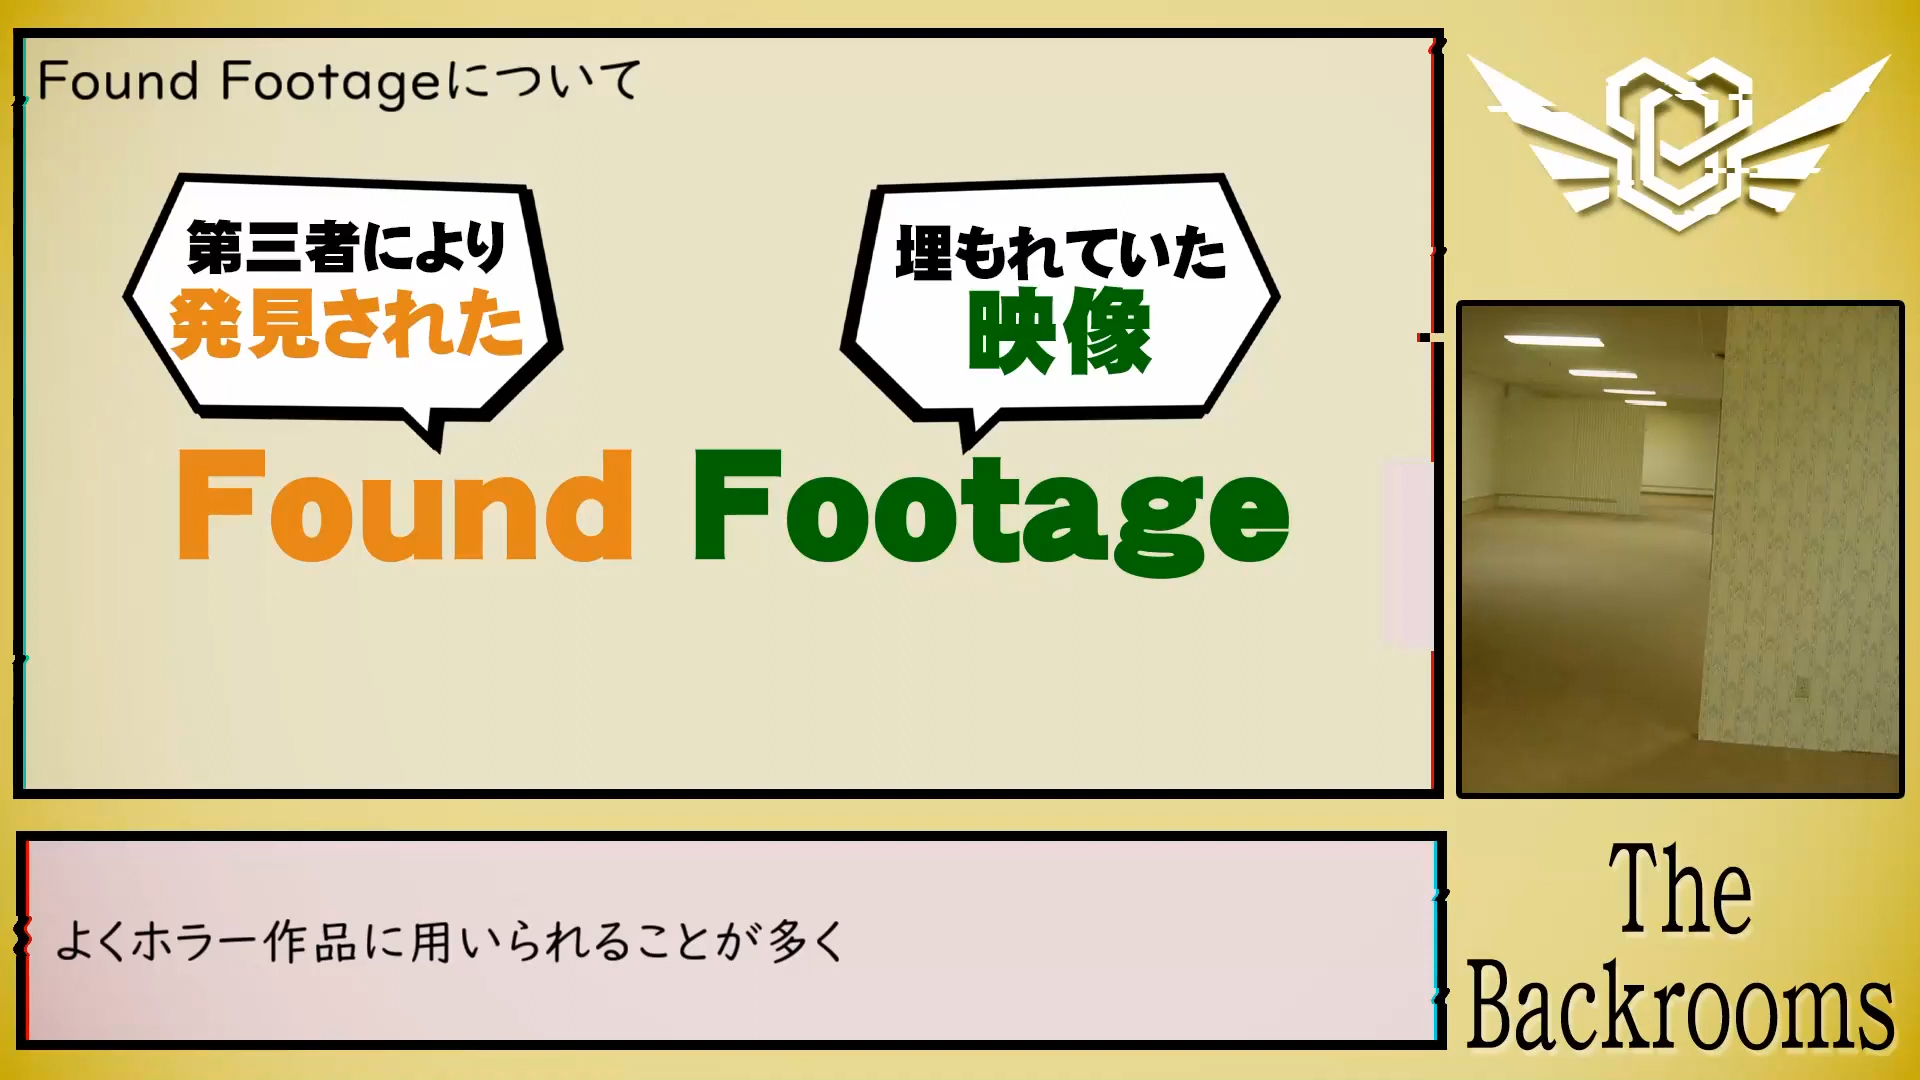 Found Footageについて
第三者により
発見された
埋もれていた
映像
Found Footage
よくホラー作品に用いられることが多く
The
Backrooms